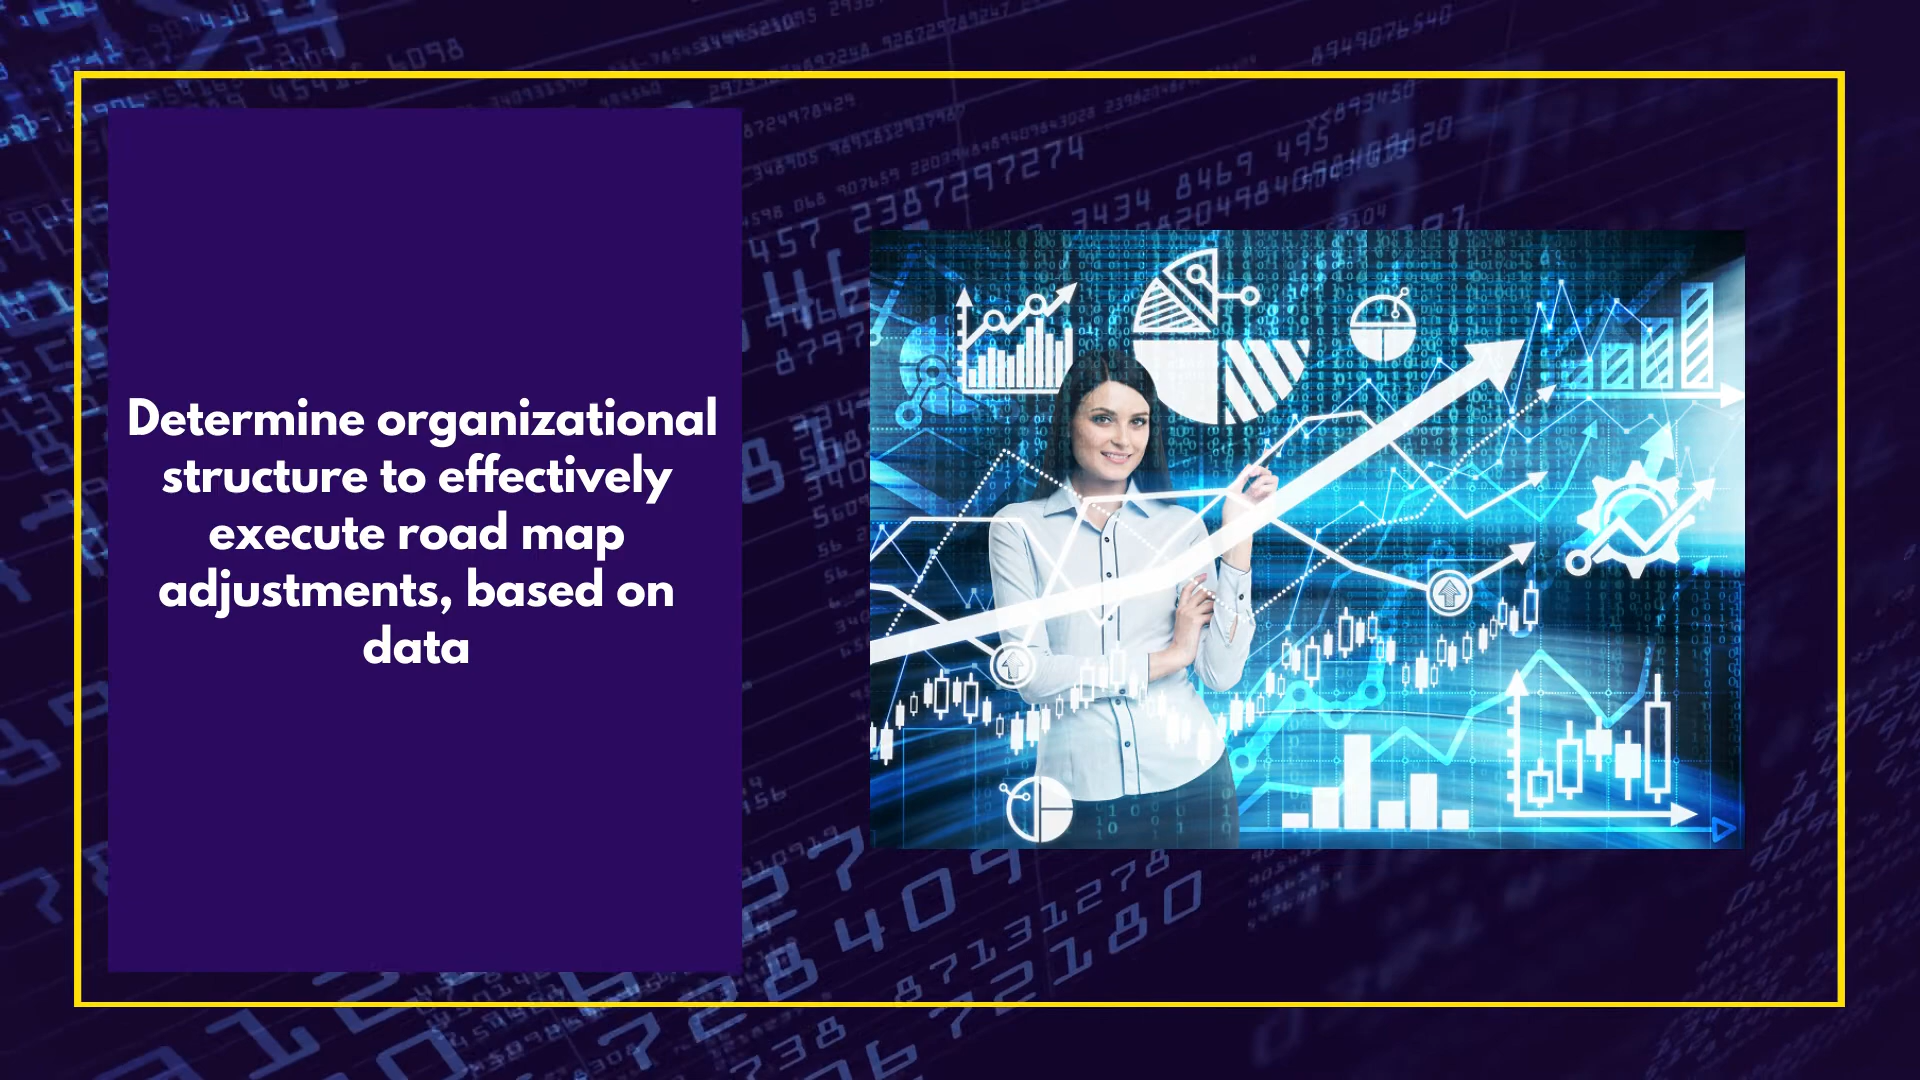 Determine organizational
structure to effectively
execute road map
adjustments, based on
data